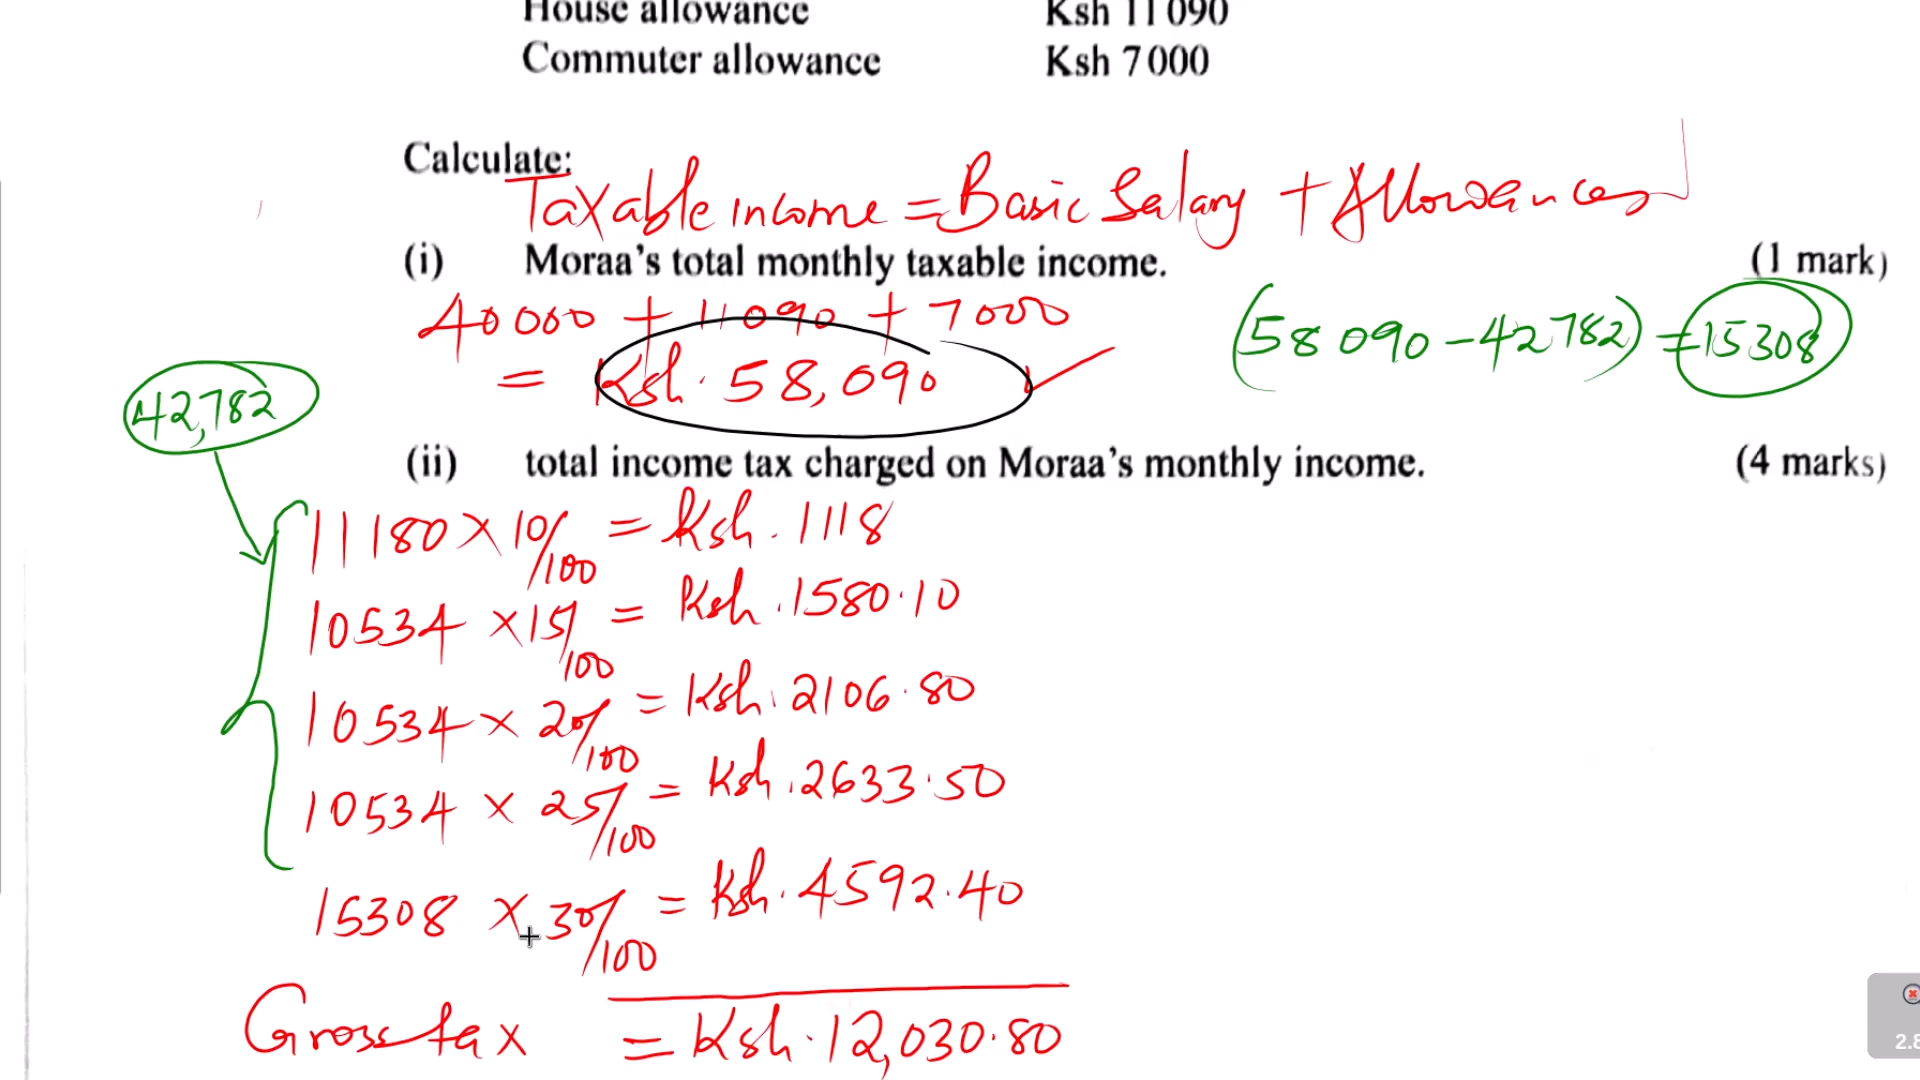 House allowance Ksh 11 090
Commuter allowance Ksh 7 000
Calculate:
Taxable income = Basic Salary + Allowances
(i) Moraa's total monthly taxable income. (1 mark)
40000 + 11090 + 7000
= Ksh. 58,090
(58 090 - 42 782) = 15308
42,782
(ii) total income tax charged on Moraa's monthly income. (4 marks)
11180 × 10/100 = Ksh. 1118
10534 × 15/100 = Ksh. 1580.10
10534 × 20/100 = Ksh. 2106.80
10534 × 25/100 = Ksh. 2633.50
15308 × 30/100 = Ksh. 4592.40
Gross tax = Ksh. 12,030.80